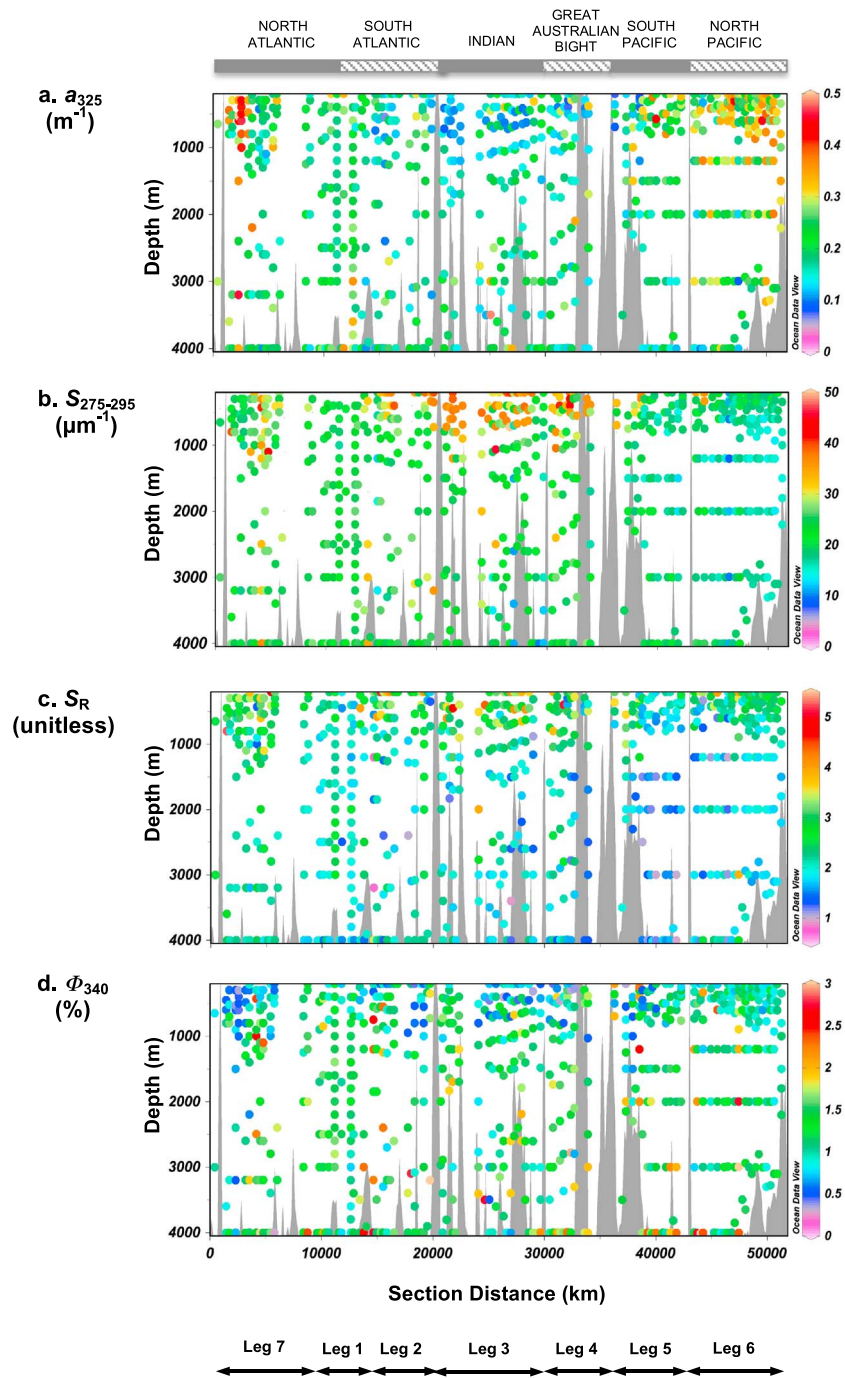 NORTH ATLANTIC
SOUTH ATLANTIC
INDIAN
GREAT AUSTRALIAN BIGHT
SOUTH PACIFIC
NORTH PACIFIC
a. a325
(m-1)
Depth (m)
1000
2000
3000
4000
0.5
0.4
0.3
0.2
0.1
0
Ocean Data View
b. S275-295
(µm-1)
Depth (m)
1000
2000
3000
4000
50
40
30
20
10
0
Ocean Data View
c. SR
(unitless)
Depth (m)
1000
2000
3000
4000
5
4
3
2
1
Ocean Data View
d. Φ340
(%)
Depth (m)
1000
2000
3000
4000
3
2.5
2
1.5
1
0.5
0
Ocean Data View
0 10000 20000 30000 40000 50000
Section Distance (km)
Leg 7 Leg 1 Leg 2 Leg 3 Leg 4 Leg 5 Leg 6